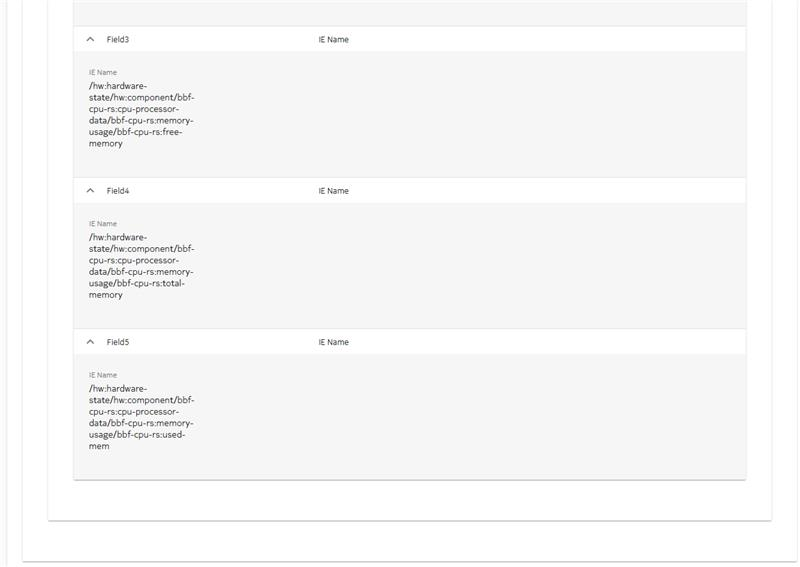 Field3 IE Name
IE Name
/hw:hardware-
state/hw:component/bbf-
cpu-rs:cpu-processor-
data/bbf-cpu-rs:memory-
usage/bbf-cpu-rs:free-
memory
Field4 IE Name
IE Name
/hw:hardware-
state/hw:component/bbf-
cpu-rs:cpu-processor-
data/bbf-cpu-rs:memory-
usage/bbf-cpu-rs:total-
memory
Field5 IE Name
IE Name
/hw:hardware-
state/hw:component/bbf-
cpu-rs:cpu-processor-
data/bbf-cpu-rs:memory-
usage/bbf-cpu-rs:used-
mem